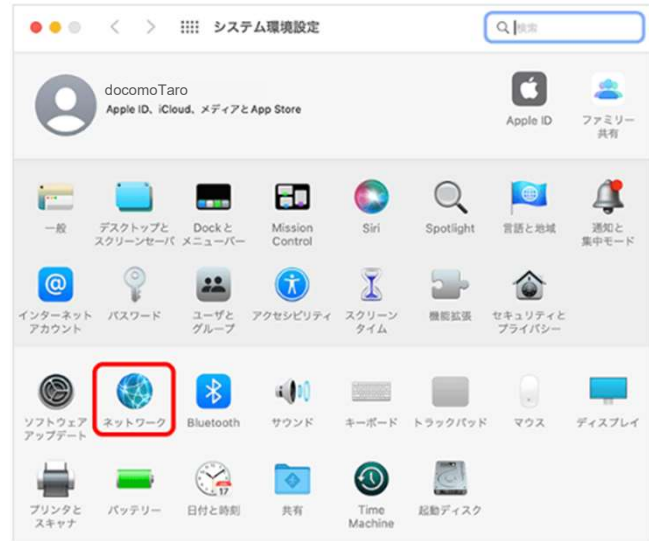 システム環境設定
検索
docomoTaro
Apple ID、iCloud、メディアとApp Store
Apple ID
ファミリー
共有
一般
デスクトップと
スクリーンセーバ
Dockと
メニューバー
Mission
Control
Siri
Spotlight
言語と地域
通知と
集中モード
インターネット
アカウント
パスワード
ユーザと
グループ
アクセシビリティ
スクリーン
タイム
機能拡張
セキュリティと
プライバシー
ソフトウェア
アップデート
ネットワーク
Bluetooth
サウンド
キーボード
トラックパッド
マウス
ディスプレイ
プリンタと
スキャナ
バッテリー
17
日付と時刻
共有
Time
Machine
起動ディスク